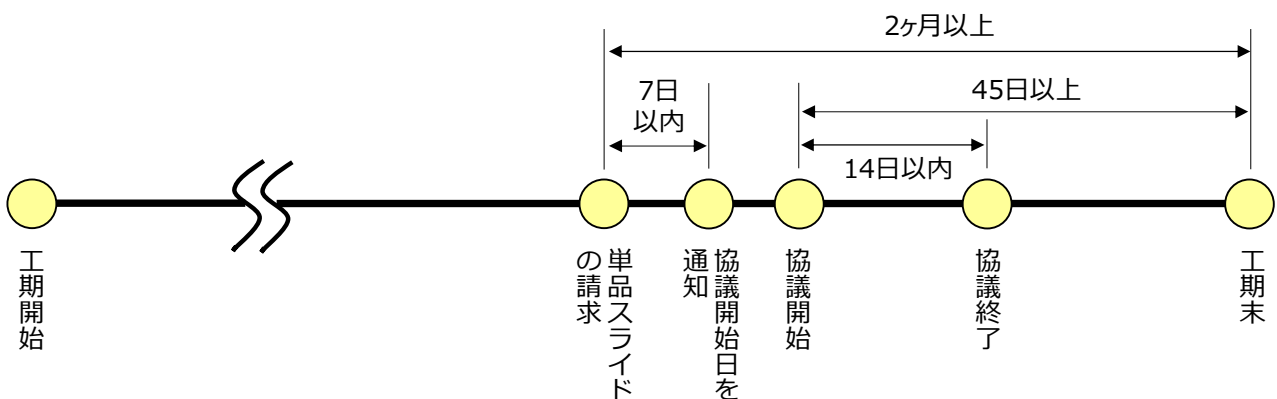 2ヶ月以上
7日
以内
45日以上
14日以内
工期開始
単品スライド
の請求
協議開始日を
通知
協議開始
協議終了
工期末